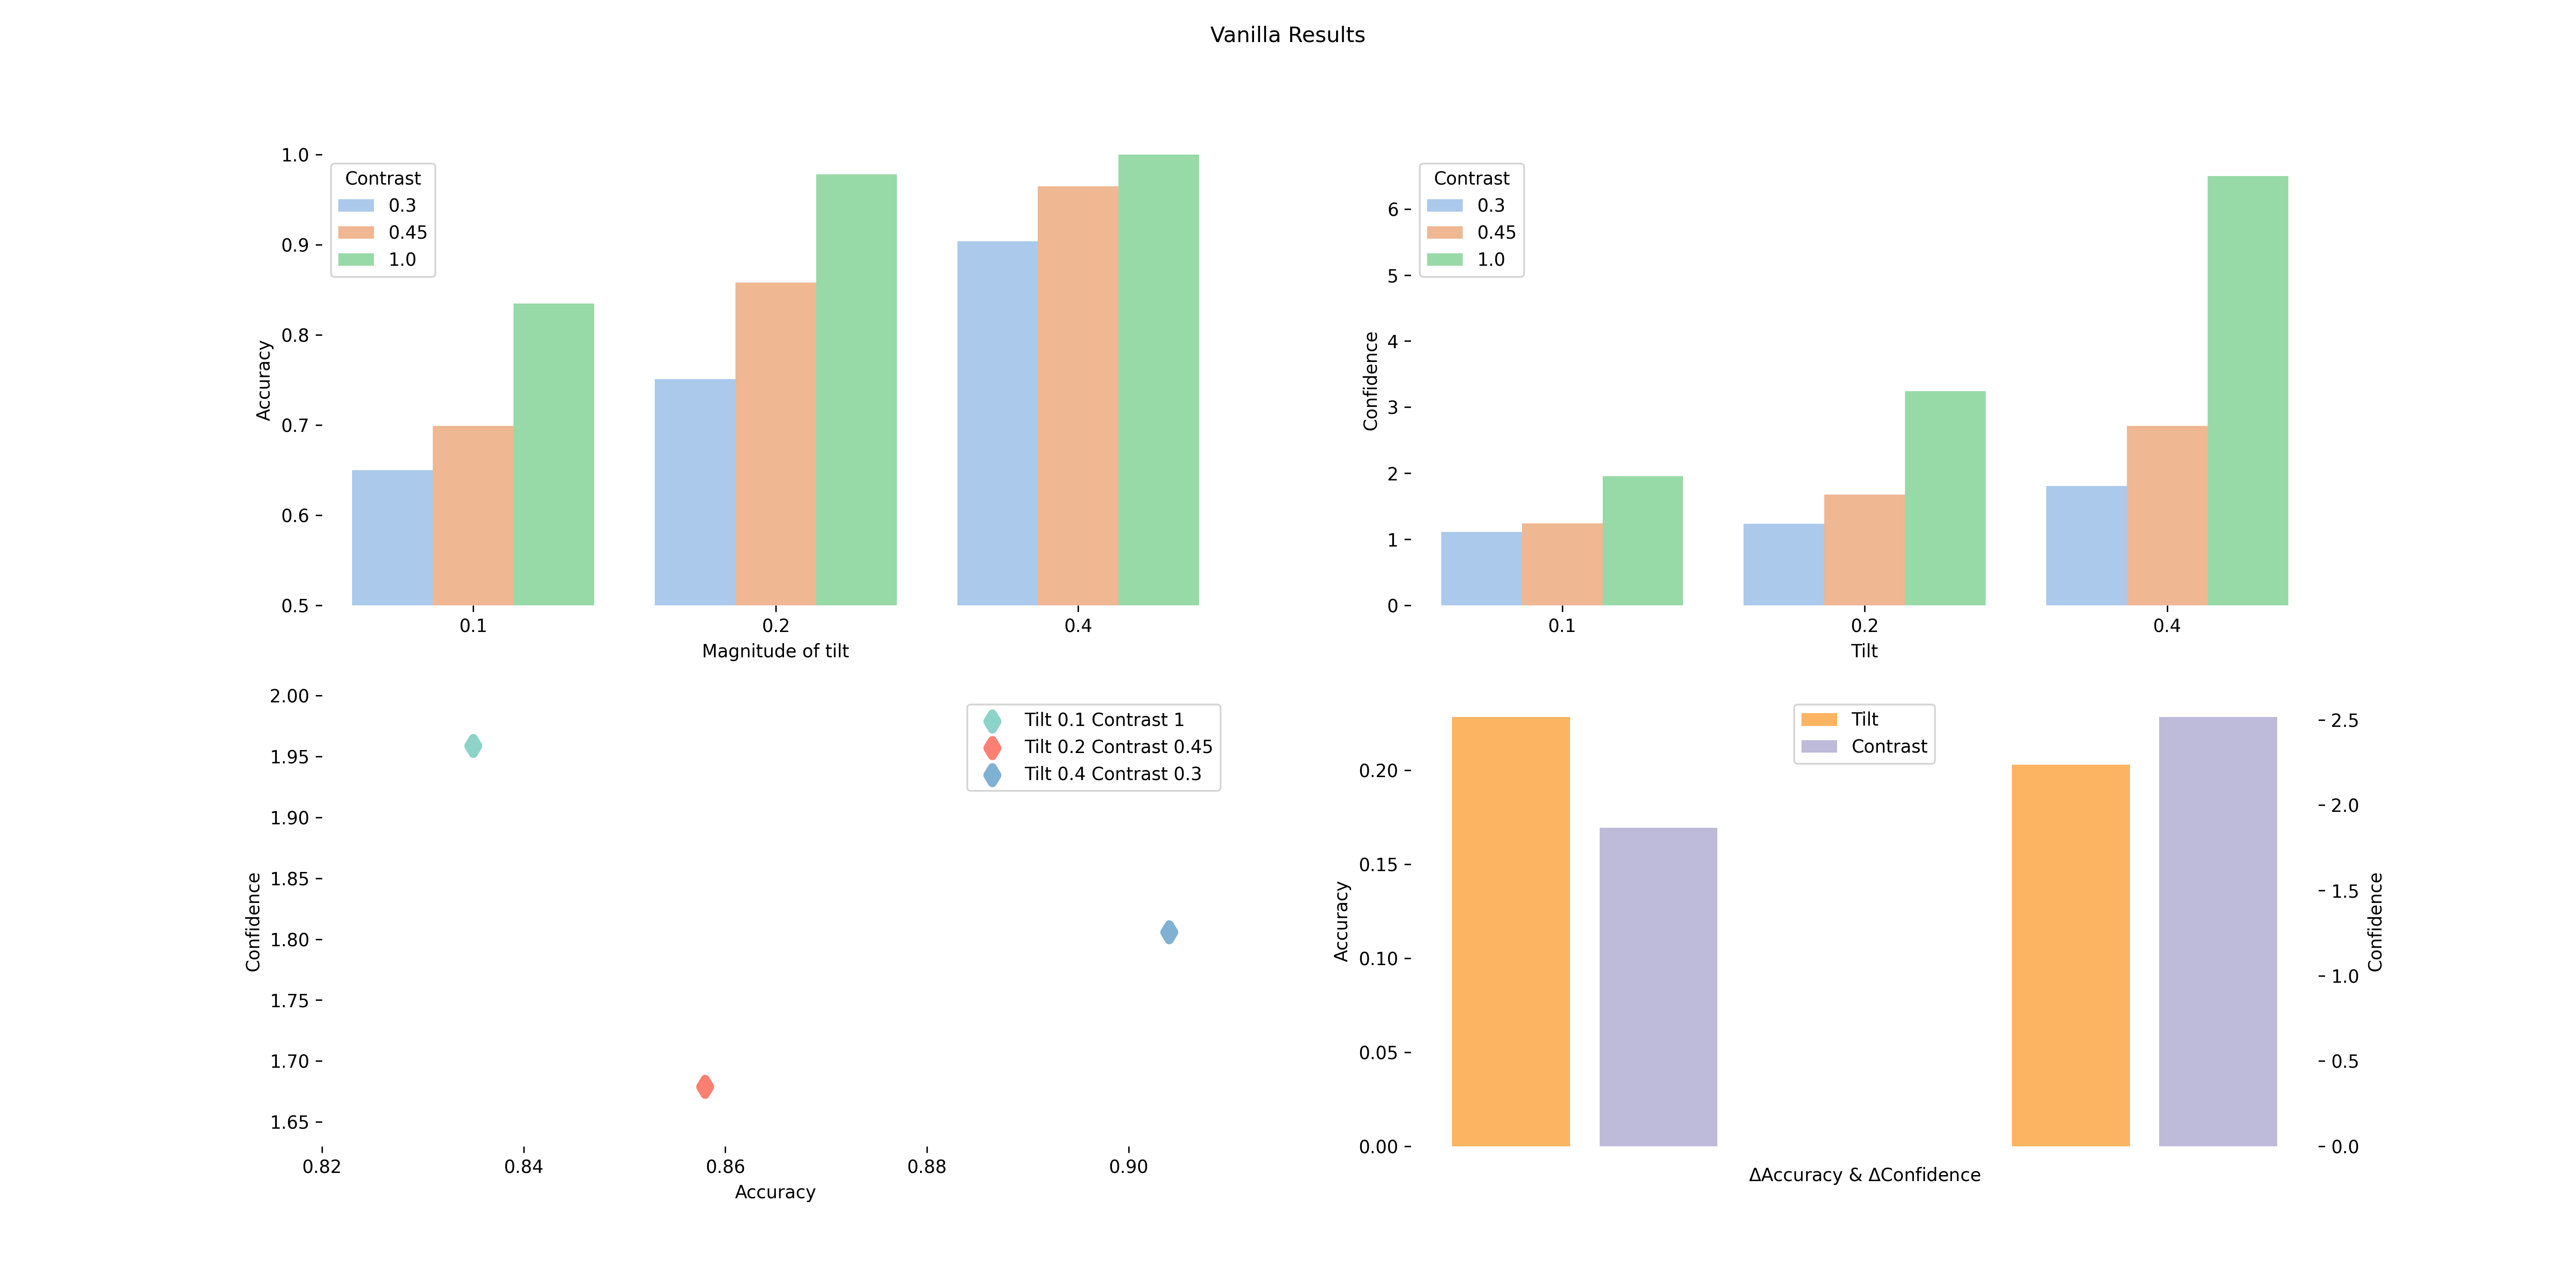 Vanilla Results
1.0
0.9
0.8
0.7
0.6
0.5
Accuracy
Contrast
0.3
0.45
1.0
0.1
0.2
0.4
Magnitude of tilt
6
5
4
3
2
1
0
Confidence
Contrast
0.3
0.45
1.0
0.1
0.2
0.4
Tilt
2.00
1.95
1.90
1.85
1.80
1.75
1.70
1.65
Confidence
Tilt 0.1 Contrast 1
Tilt 0.2 Contrast 0.45
Tilt 0.4 Contrast 0.3
0.82
0.84
0.86
0.88
0.90
Accuracy
0.20
0.15
0.10
0.05
0.00
Accuracy
Tilt
Contrast
2.5
2.0
1.5
1.0
0.5
0.0
Confidence
ΔAccuracy & ΔConfidence